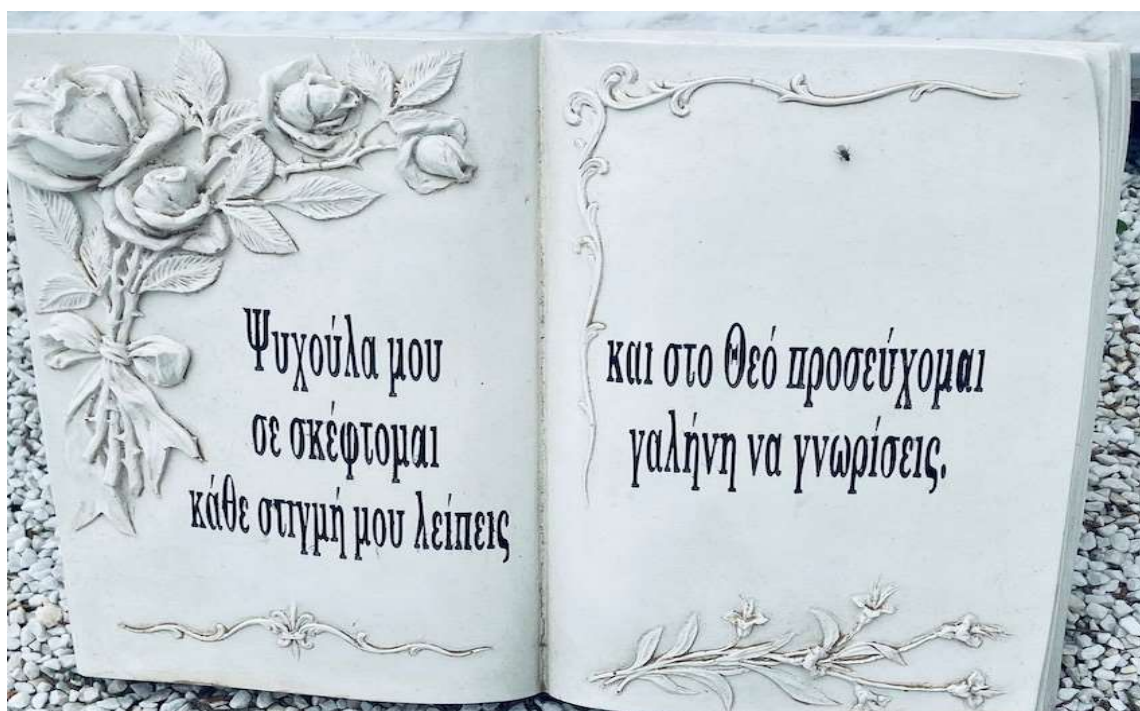 Ψυχούλα μου
σε σκέφτομαι
κάθε στιγμή μου λείπεις
και στο Θεό προσεύχομαι
γαλήνη να γνωρίσεις.